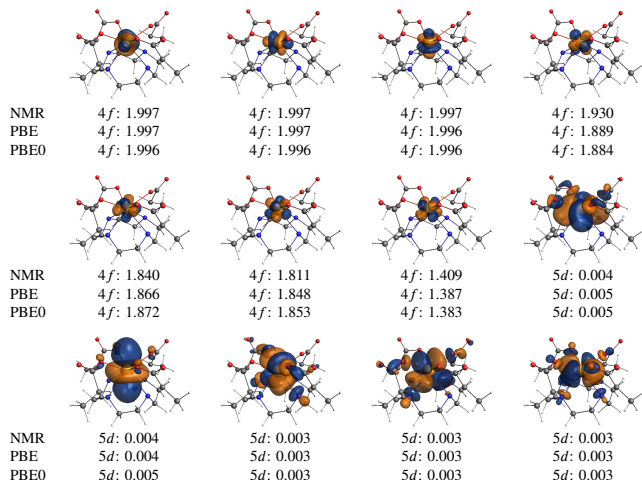 NMR 4f: 1.997 4f: 1.997 4f: 1.997 4f: 1.930
PBE 4f: 1.997 4f: 1.997 4f: 1.996 4f: 1.889
PBE0 4f: 1.996 4f: 1.996 4f: 1.996 4f: 1.884
NMR 4f: 1.840 4f: 1.811 4f: 1.409 5d: 0.004
PBE 4f: 1.866 4f: 1.848 4f: 1.387 5d: 0.005
PBE0 4f: 1.872 4f: 1.853 4f: 1.383 5d: 0.005
NMR 5d: 0.004 5d: 0.003 5d: 0.003 5d: 0.003
PBE 5d: 0.004 5d: 0.003 5d: 0.003 5d: 0.003
PBE0 5d: 0.005 5d: 0.003 5d: 0.003 5d: 0.003